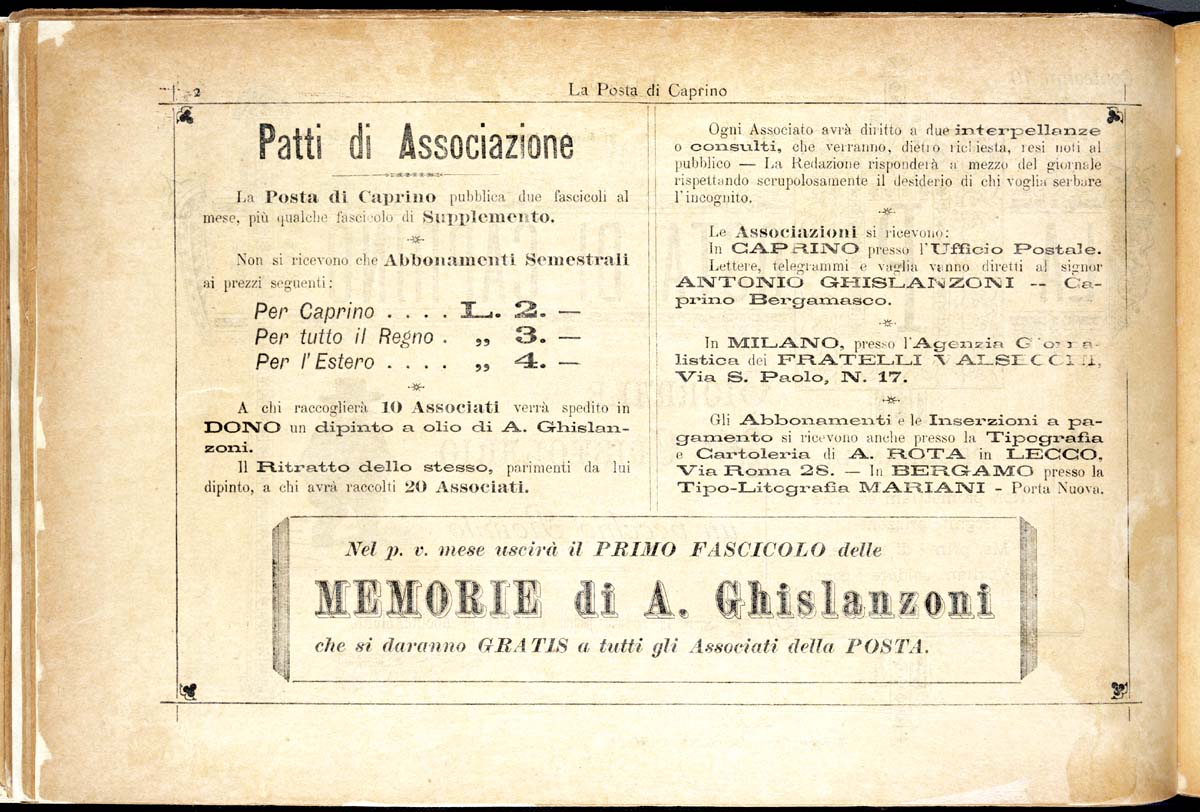 2
La Posta di Caprino
Patti di Associazione
La Posta di Caprino pubblica due fascicoli al
mese, più qualche fascicolo di Supplemento.
Non si ricevono che Abbonamenti Semestrali
ai prezzi seguenti:
Per Caprino . . . . L. 2. —
Per tutto il Regno . „ 3. —
Per l'Estero . . . . „ 4. —
A chi raccoglierà 10 Associati verrà spedito in
DONO un dipinto a olio di A. Ghislan-
zoni.
Il Ritratto dello stesso, parimenti da lui
dipinto, a chi avrà raccolti 20 Associati.
Ogni Associato avrà diritto a due interpellanze
o consulti, che verranno, dietro richiesta, resi noti al
pubblico — La Redazione risponderà a mezzo del giornale
rispettando scrupolosamente il desiderio di chi voglia serbare
l'incognito.
Le Associazioni si ricevono:
In CAPRINO presso l'Ufficio Postale.
Lettere, telegrammi e vaglia vanno diretti al signor
ANTONIO GHISLANZONI -- Ca-
prino Bergamasco.
In MILANO, presso l'Agenzia Giorna-
listica dei FRATELLI VALSECCHI,
Via S. Paolo, N. 17.
Gli Abbonamenti e le Inserzioni a pa-
gamento si ricevono anche presso la Tipografia
e Cartoleria di A. ROTA in LECCO,
Via Roma 28. — In BERGAMO presso la
Tipo-Litografia MARIANI - Porta Nuova.
Nel p. v. mese uscirà il PRIMO FASCICOLO delle
MEMORIE di A. Ghislanzoni
che si daranno GRATIS a tutti gli Associati della POSTA.